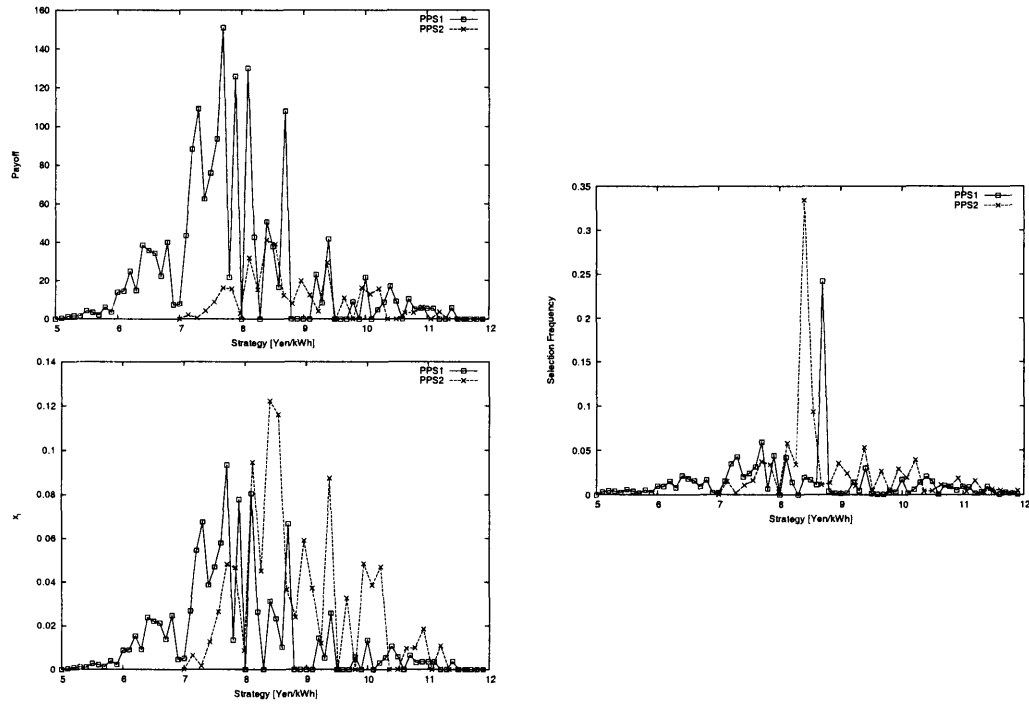 160
140
120
100
80
60
40
20
0
Payoff
PPS1
PPS2
5 6 7 8 9 10 11 12
Strategy [Yen/kWh]
0.14
0.12
0.1
0.08
0.06
0.04
0.02
0
x_i
PPS1
PPS2
5 6 7 8 9 10 11 12
Strategy [Yen/kWh]
0.35
0.3
0.25
0.2
0.15
0.1
0.05
0
Selection Frequency
PPS1
PPS2
5 6 7 8 9 10 11 12
Strategy [Yen/kWh]